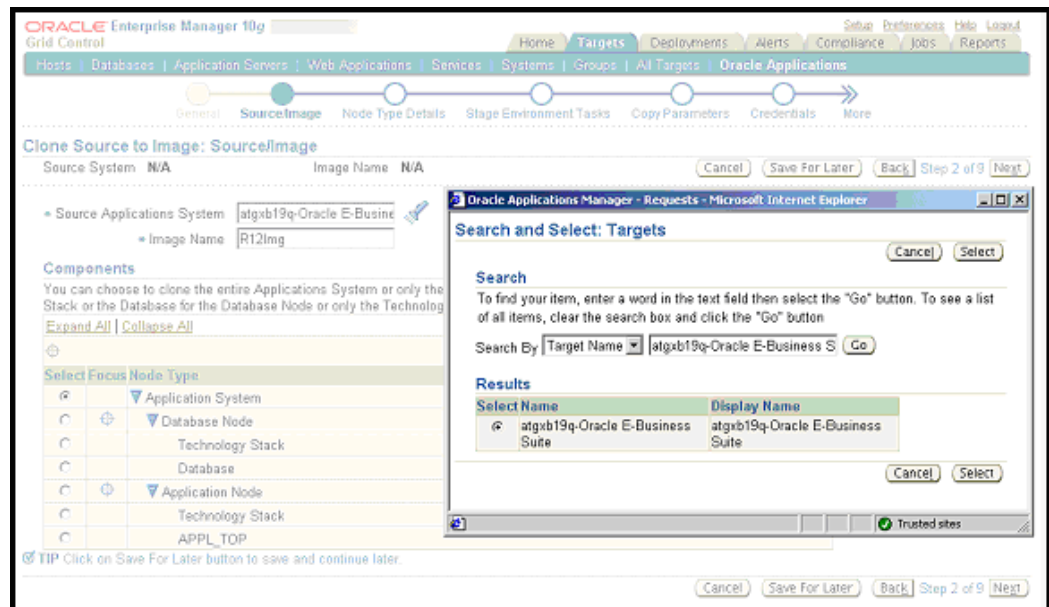 ORACLE Enterprise Manager 10g
Grid Control
Setup Preferences Help Logout
Home Targets Deployments Alerts Compliance Jobs Reports
Hosts | Databases | Application Servers | Web Applications | Services | Systems | Groups | All Targets | Oracle Applications
General Source/Image Node Type Details Stage Environment Tasks Copy Parameters Credentials More
Clone Source to Image: Source/Image
Source System N/A Image Name N/A
Cancel Save For Later Back Step 2 of 9 Next
* Source Applications System atgxb19q-Oracle E-Busine
* Image Name R12Img
Components
You can choose to clone the entire Applications System or only the
Stack or the Database for the Database Node or only the Technolog
Expand All | Collapse All
Select Focus Node Type
Application System
Database Node
Technology Stack
Database
Application Node
Technology Stack
APPL_TOP
TIP Click on Save For Later button to save and continue later.
Cancel Save For Later Back Step 2 of 9 Next
Oracle Applications Manager - Requests - Microsoft Internet Explorer
Search and Select: Targets
Cancel Select
Search
To find your item, enter a word in the text field then select the "Go" button. To see a list
of all items, clear the search box and click the "Go" button
Search By Target Name atgxb19q-Oracle E-Business S Go
Results
Select Name Display Name
atgxb19q-Oracle E-Business atgxb19q-Oracle E-Business
Suite Suite
Cancel Select
Trusted sites